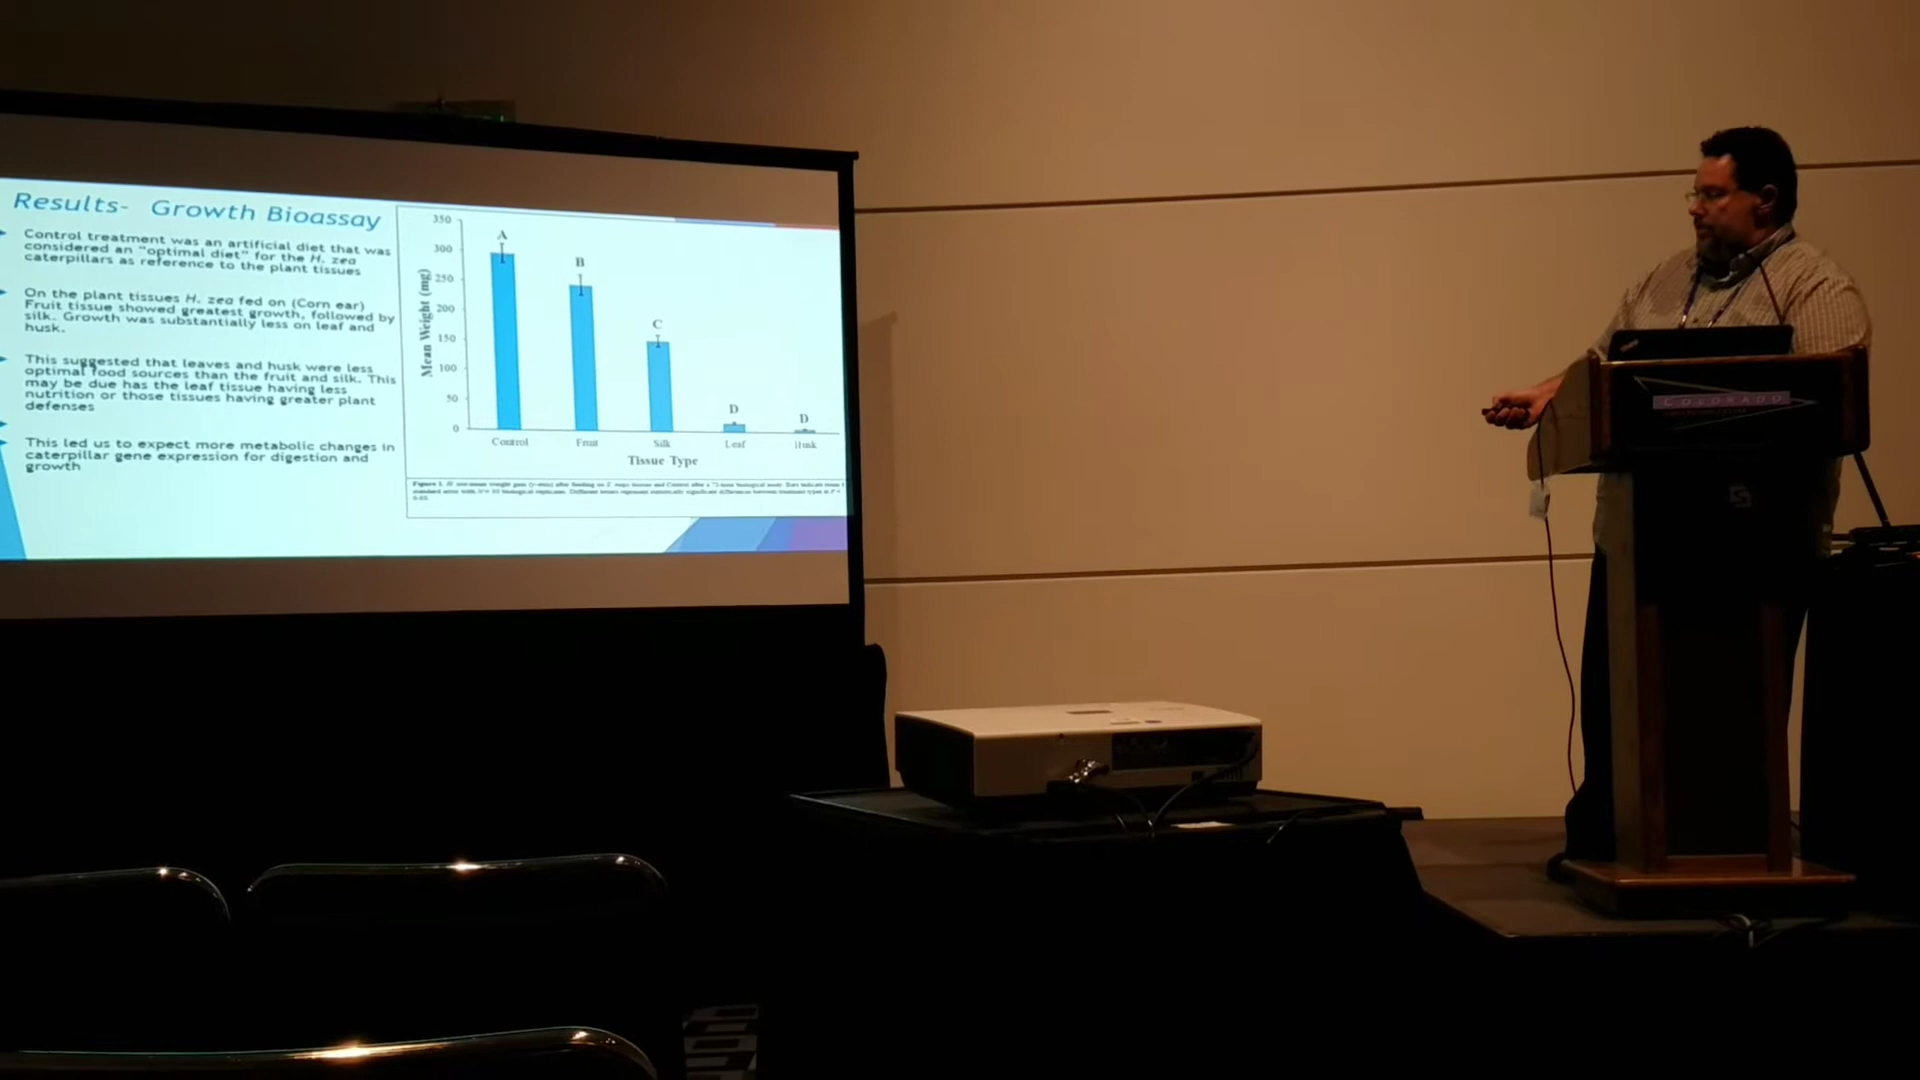 Results- Growth Bioassay
Control treatment was an artificial diet that was
considered an "optimal diet" for the H. zea
caterpillars as reference to the plant tissues
On the plant tissues H. zea fed on (Corn ear)
Fruit tissue showed greatest growth, followed by
silk. Growth was substantially less on leaf and
husk.
This suggested that leaves and husk were less
optimal food sources than the fruit and silk. This
may be due has the leaf tissue having less
nutrition or those tissues having greater plant
defenses
This led us to expect more metabolic changes in
caterpillar gene expression for digestion and
growth
Mean Weight (mg)
350
300
250
200
150
100
50
0
A
B
C
D
D
Control Fruit Silk Leaf Husk
Tissue Type
Figure 1. H. zea mean weight gain
COLORADO